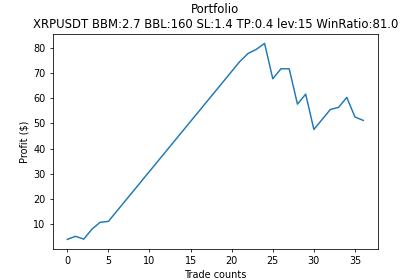 Portfolio
XRPUSDT BBM:2.7 BBL:160 SL:1.4 TP:0.4 lev:15 WinRatio:81.0
80
70
60
50
40
30
20
10
Profit ($)
0 5 10 15 20 25 30 35
Trade counts